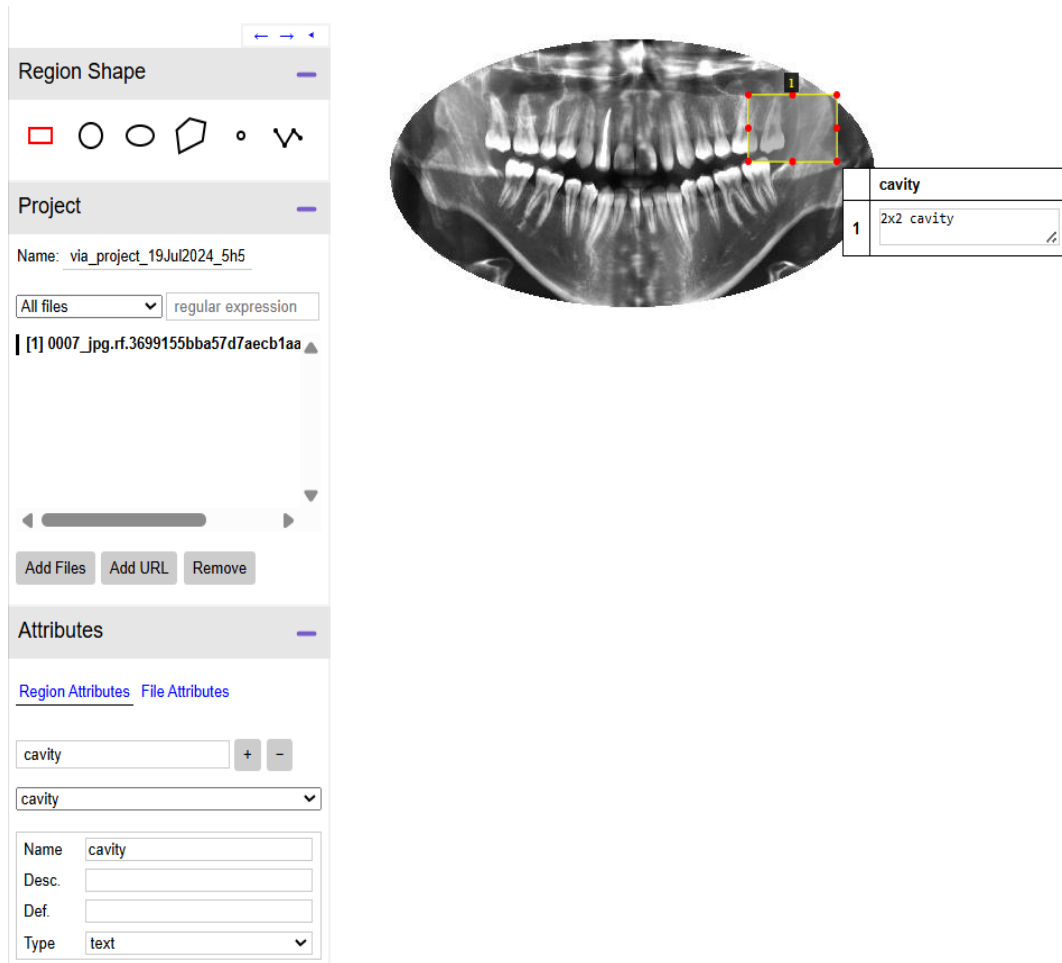 ← → ◂
Region Shape
Project
Name: via_project_19Jul2024_5h5
All files regular expression
[1] 0007_jpg.rf.3699155bba57d7aecb1aa
Add Files Add URL Remove
Attributes
Region Attributes File Attributes
cavity + −
cavity
Name cavity
Desc.
Def.
Type text
1
cavity
1 2x2 cavity